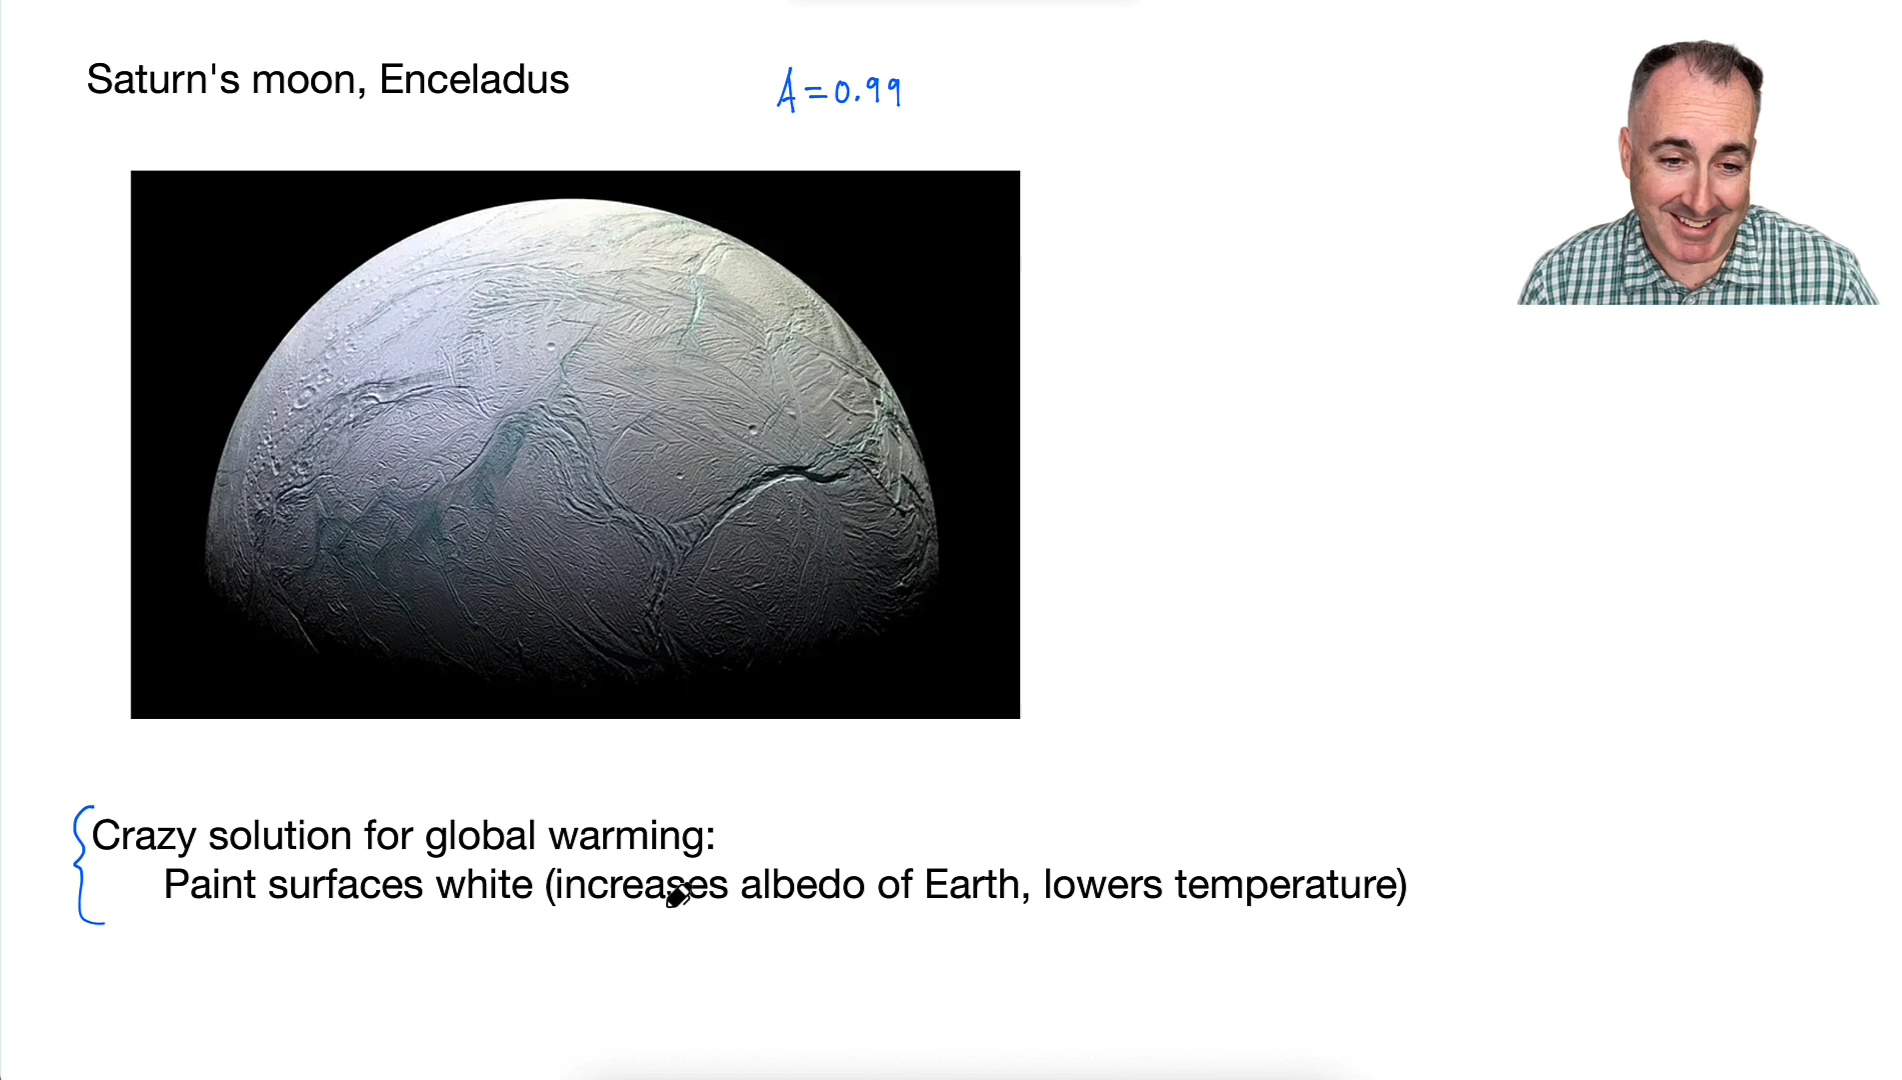 Saturn's moon, Enceladus
A=0.99
Crazy solution for global warming:
Paint surfaces white (increases albedo of Earth, lowers temperature)